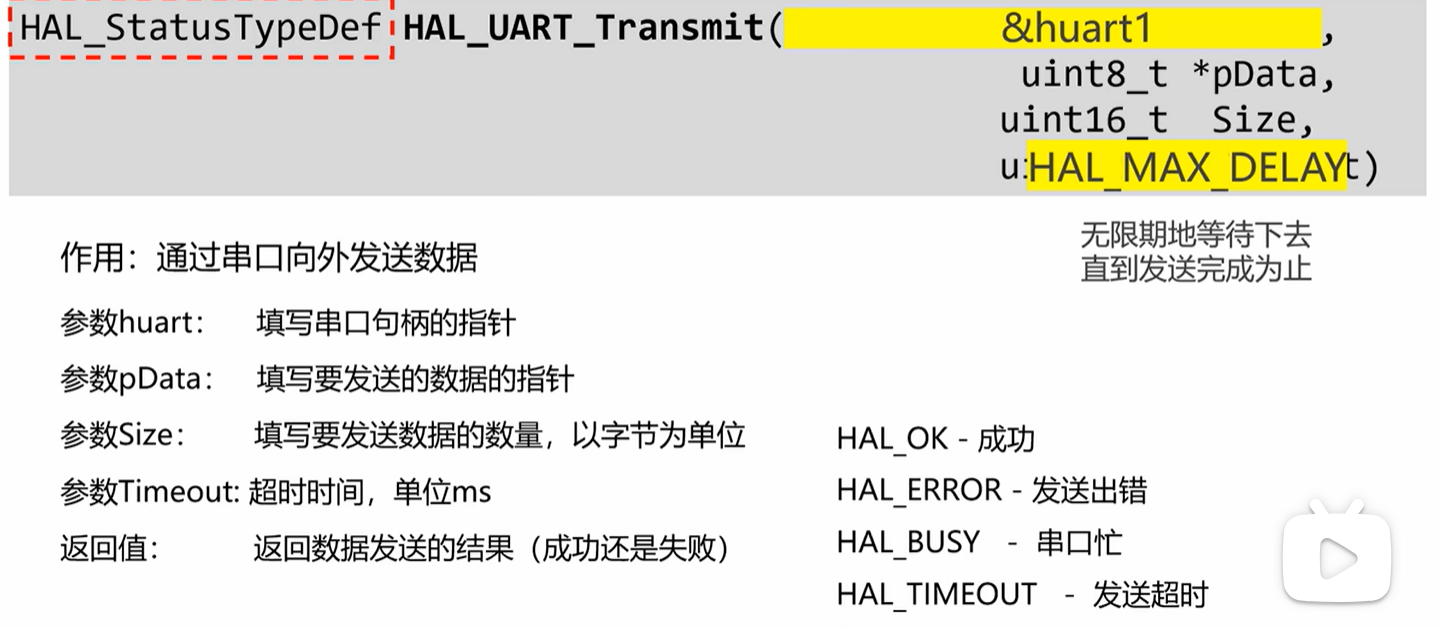 HAL_StatusTypeDef HAL_UART_Transmit( &huart1 ,
uint8_t *pData,
uint16_t Size,
HAL_MAX_DELAY )
无限期地等待下去
直到发送完成为止
作用：通过串口向外发送数据
参数huart： 填写串口句柄的指针
参数pData： 填写要发送的数据的指针
参数Size： 填写要发送数据的数量，以字节为单位
参数Timeout: 超时时间，单位ms
返回值： 返回数据发送的结果（成功还是失败）
HAL_OK - 成功
HAL_ERROR - 发送出错
HAL_BUSY - 串口忙
HAL_TIMEOUT - 发送超时